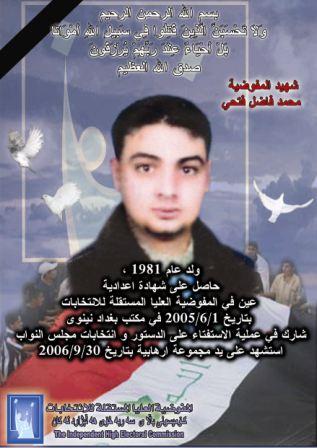 بسم الله الرحمن الرحيم
ولا تحسبن الذين قتلوا في سبيل الله أمواتا
بل أحياء عند ربهم يرزقون
صدق الله العظيم
شهيد المفوضية
محمد فاضل فتحي
ولد عام 1981 ،
حاصل على شهادة اعدادية
عين في المفوضية العليا المستقلة للانتخابات
بتاريخ 2005/6/1 في مكتب بغداد نينوى
شارك في عملية الاستفتاء على الدستور و انتخابات مجلس النواب
استشهد على يد مجموعة ارهابية بتاريخ 2006/9/30
المفوضية العليا المستقلة للانتخابات
The Independent High Electoral Commission